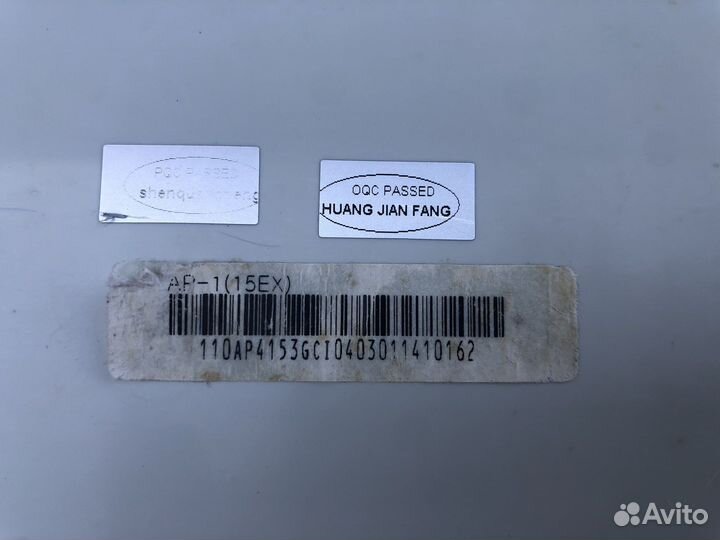 PQC PASSED
OQC PASSED
HUANG JIAN FANG
AP-1(15EX)
110AP4153GCI0403011410162
Avito